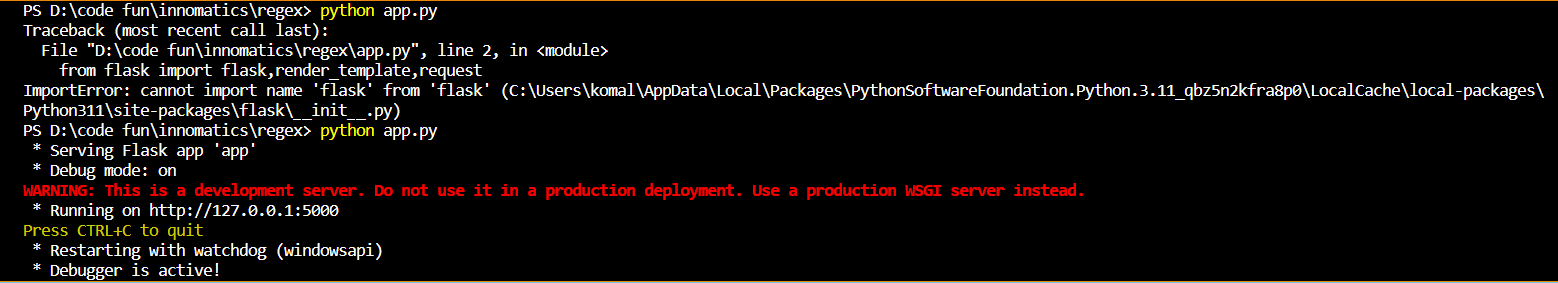 PS D:\code fun\innomatics\regex> python app.py
Traceback (most recent call last):
  File "D:\code fun\innomatics\regex\app.py", line 2, in <module>
    from flask import flask,render_template,request
ImportError: cannot import name 'flask' from 'flask' (C:\Users\komal\AppData\Local\Packages\PythonSoftwareFoundation.Python.3.11_qbz5n2kfra8p0\LocalCache\local-packages\
Python311\site-packages\flask\__init__.py)
PS D:\code fun\innomatics\regex> python app.py
 * Serving Flask app 'app'
 * Debug mode: on
WARNING: This is a development server. Do not use it in a production deployment. Use a production WSGI server instead.
 * Running on http://127.0.0.1:5000
Press CTRL+C to quit
 * Restarting with watchdog (windowsapi)
 * Debugger is active!